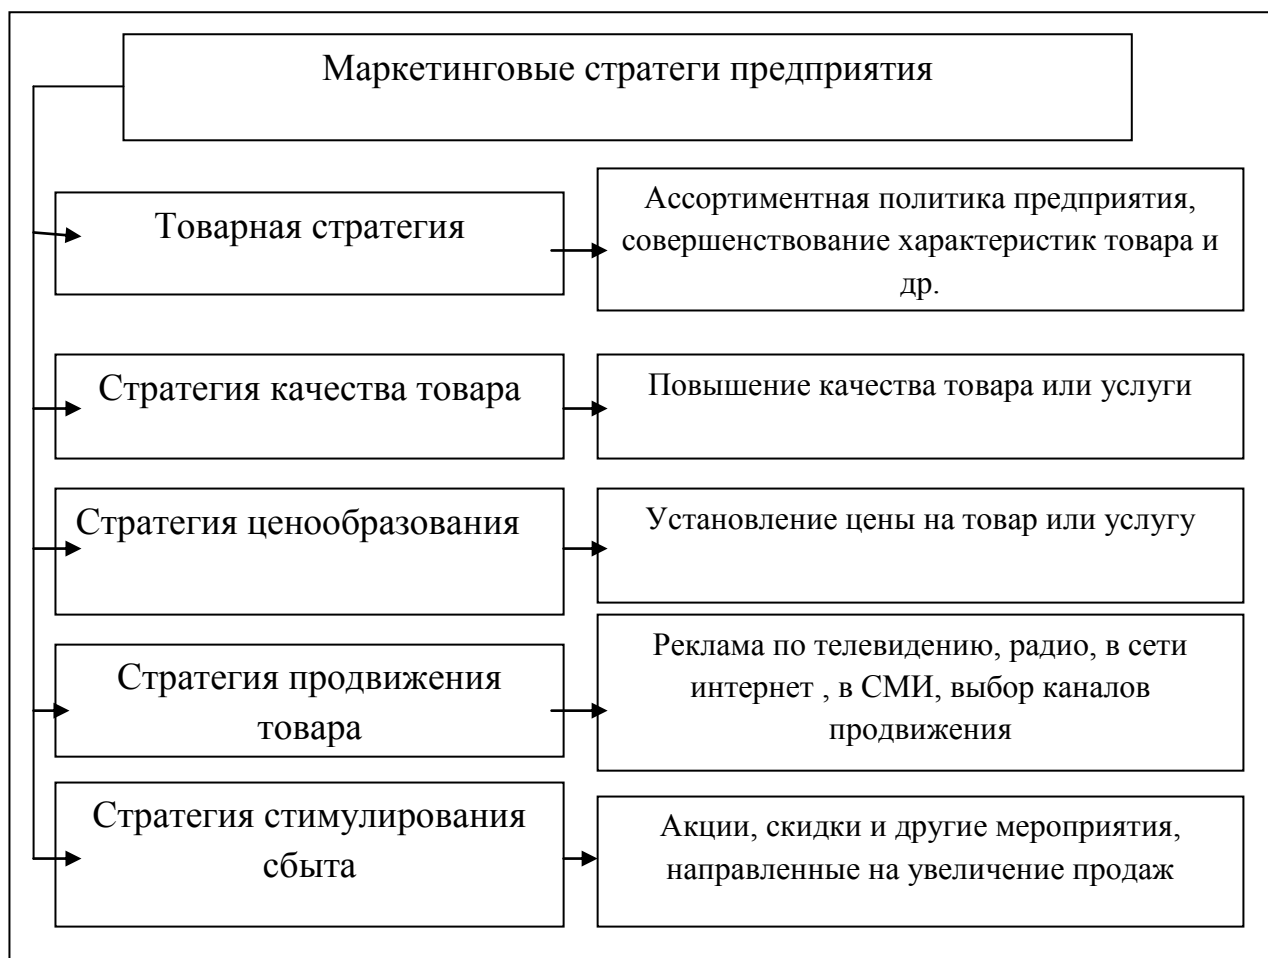 Маркетинговые стратеги предприятия
Товарная стратегия
Ассортиментная политика предприятия,
совершенствование характеристик товара и
др.
Стратегия качества товара
Повышение качества товара или услуги
Стратегия ценообразования
Установление цены на товар или услугу
Стратегия продвижения
товара
Реклама по телевидению, радио, в сети
интернет , в СМИ, выбор каналов
продвижения
Стратегия стимулирования
сбыта
Акции, скидки и другие мероприятия,
направленные на увеличение продаж